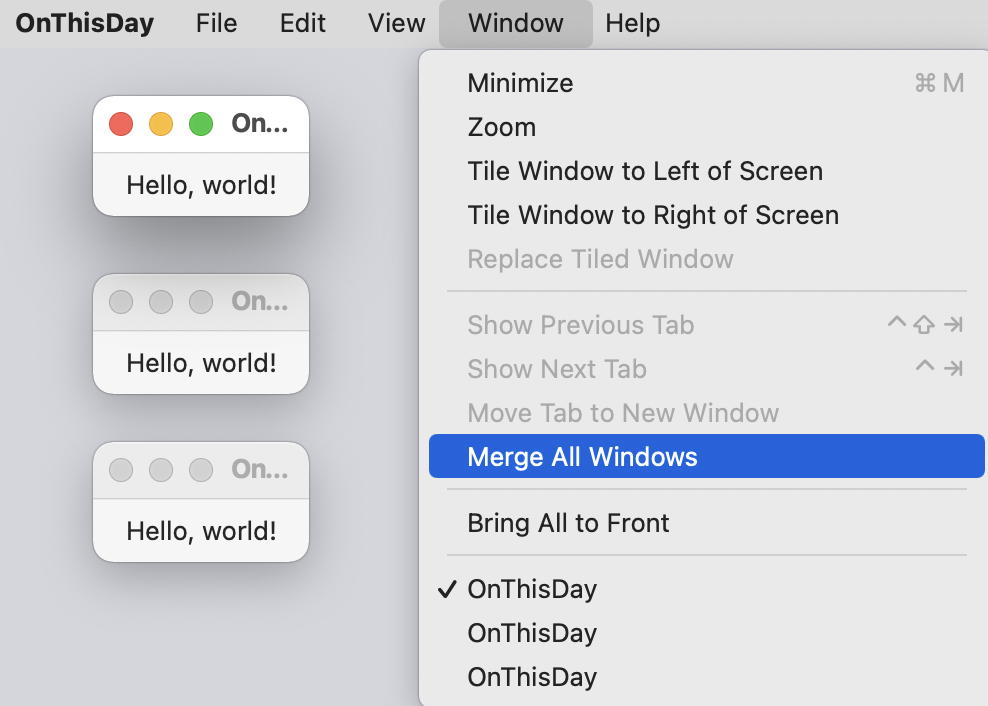 OnThisDay File Edit View Window Help
On...
Hello, world!
On...
Hello, world!
On...
Hello, world!
Minimize ⌘ M
Zoom
Tile Window to Left of Screen
Tile Window to Right of Screen
Replace Tiled Window
Show Previous Tab ^⇧⇥
Show Next Tab ^⇥
Move Tab to New Window
Merge All Windows
Bring All to Front
✓ OnThisDay
OnThisDay
OnThisDay